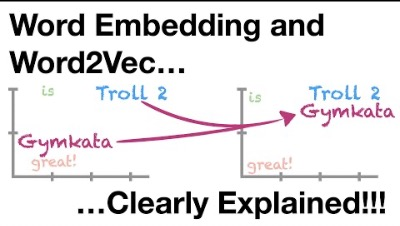 Word Embedding and
Word2Vec...
is Troll 2
Gymkata
great!
is Troll 2
Gymkata
great!
...Clearly Explained!!!